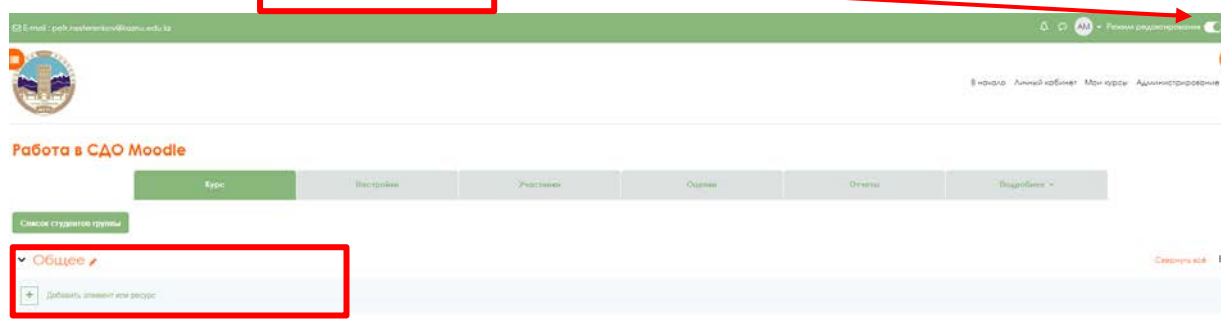 E-mail : petr.nesterenkov@kaznu.edu.kz
AM Режим редактирования
В начало Личный кабинет Мои курсы Администрирование
Работа в СДО Moodle
Курс Настройки Участники Оценки Отчеты Подробнее
Список студентов группы
Общее
Свернуть всё
Добавить элемент или ресурс